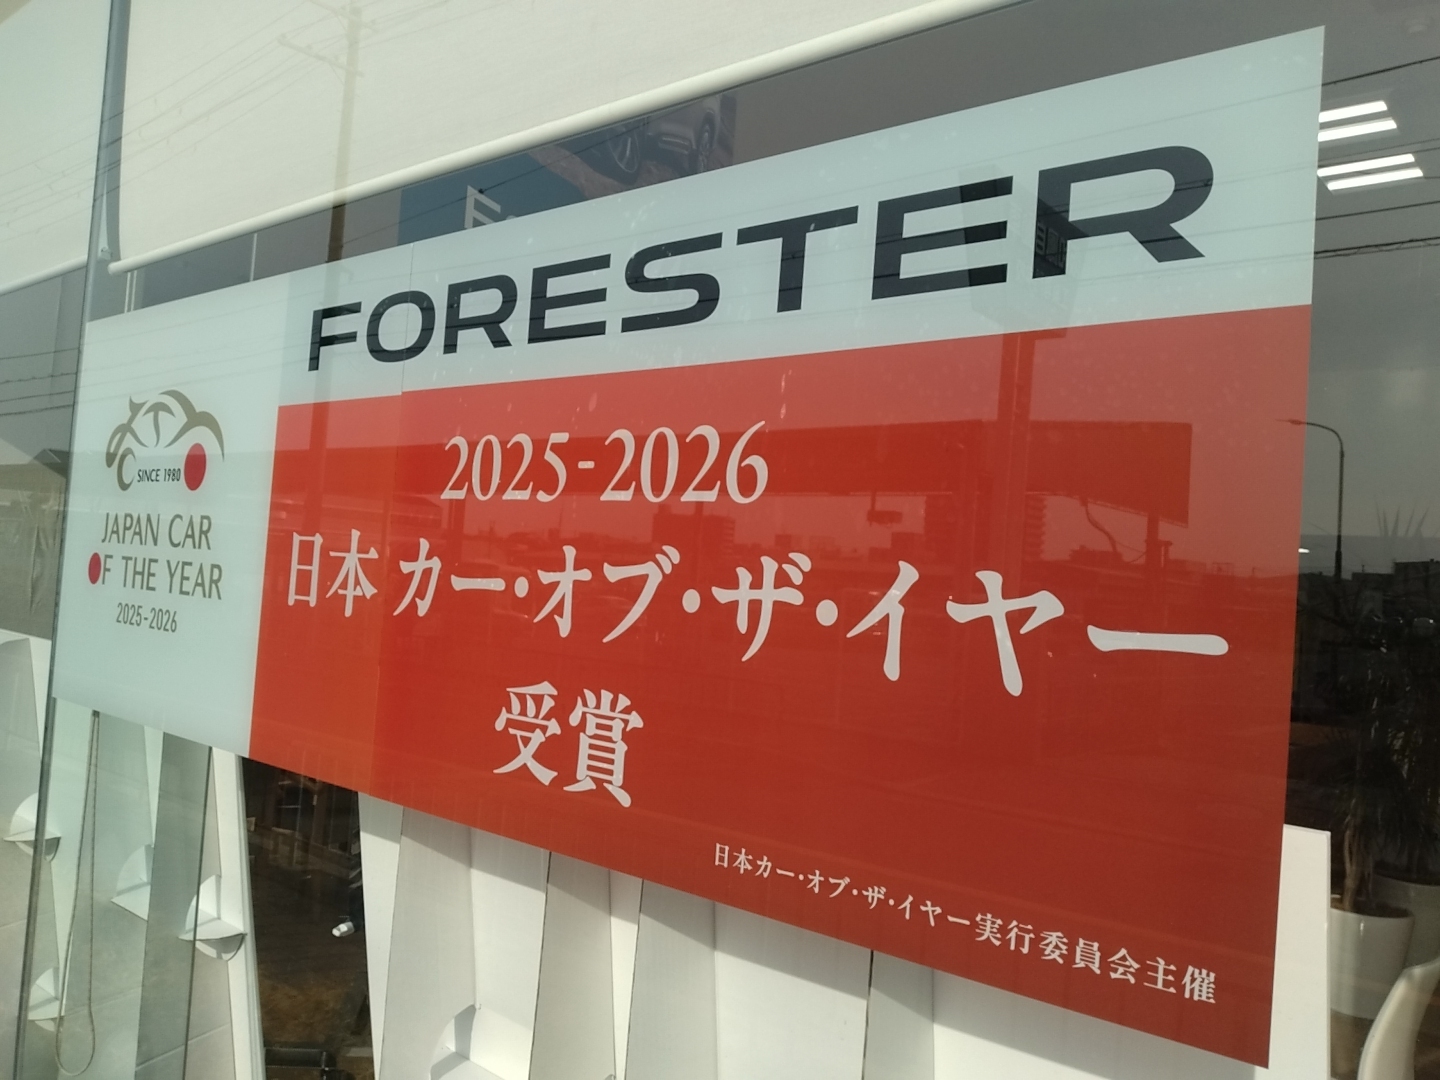 FORESTER
SINCE 1980
JAPAN CAR
OF THE YEAR
2025-2026
2025-2026
日本 カー・オブ・ザ・イヤー
受賞
日本カー・オブ・ザ・イヤー実行委員会主催